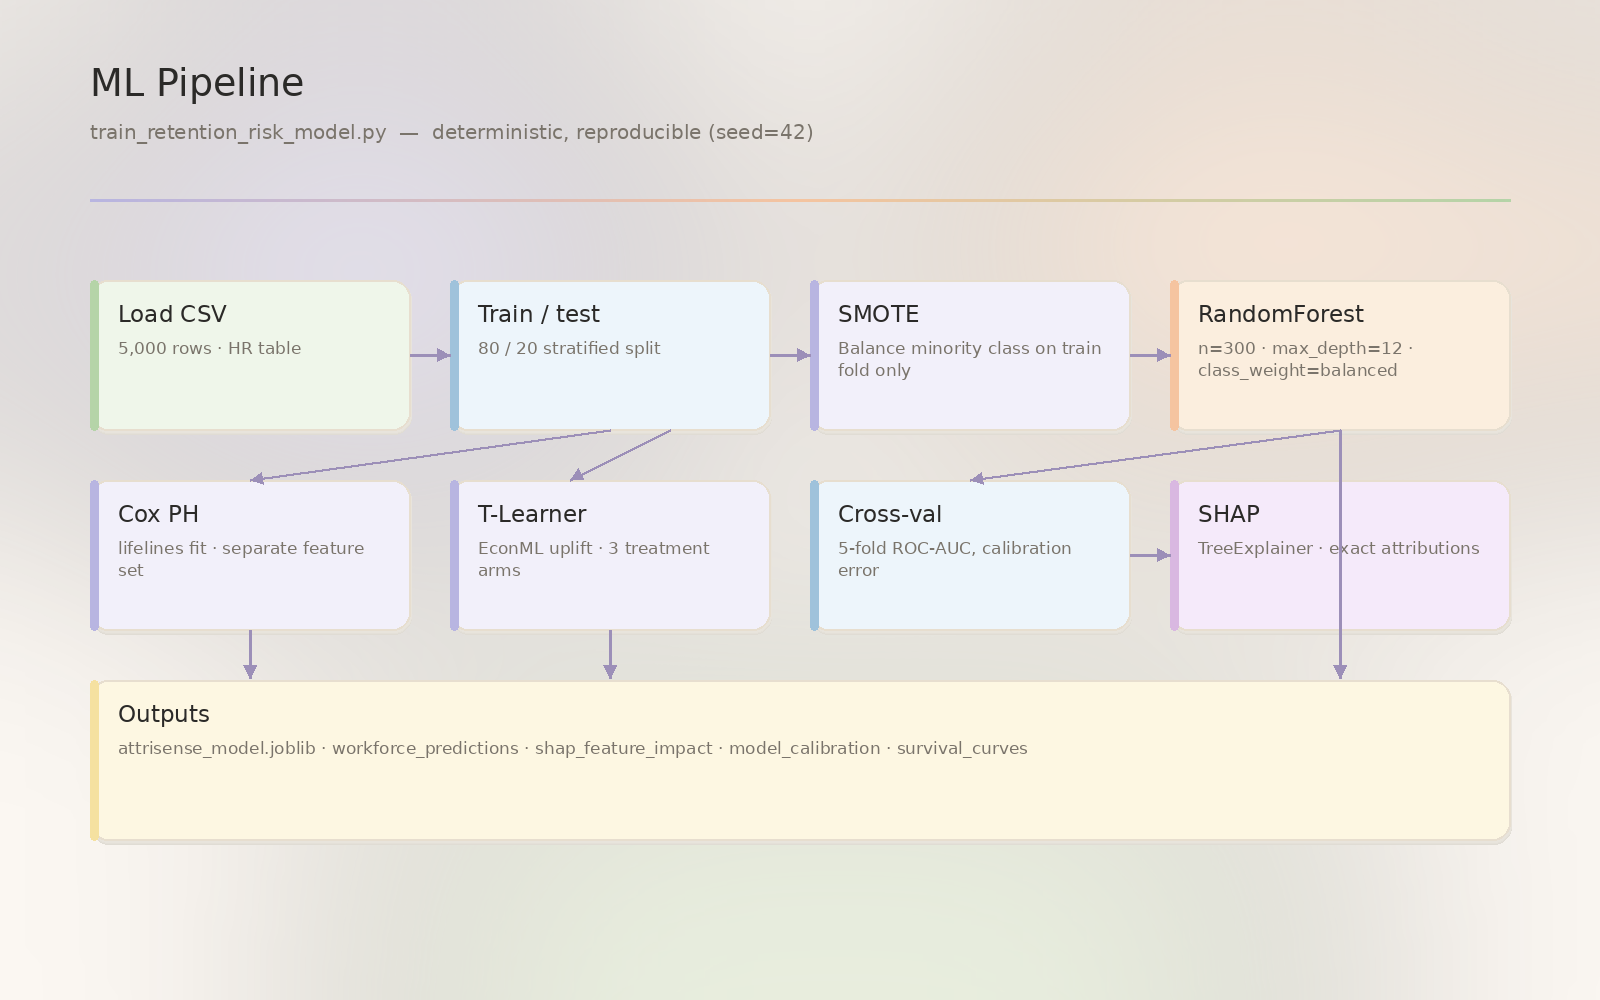 ML Pipeline
train_retention_risk_model.py — deterministic, reproducible (seed=42)
Load CSV
5,000 rows · HR table
Train / test
80 / 20 stratified split
SMOTE
Balance minority class on train
fold only
RandomForest
n=300 · max_depth=12 ·
class_weight=balanced
Cox PH
lifelines fit · separate feature
set
T-Learner
EconML uplift · 3 treatment
arms
Cross-val
5-fold ROC-AUC, calibration
error
SHAP
TreeExplainer · exact attributions
Outputs
attrisense_model.joblib · workforce_predictions · shap_feature_impact · model_calibration · survival_curves